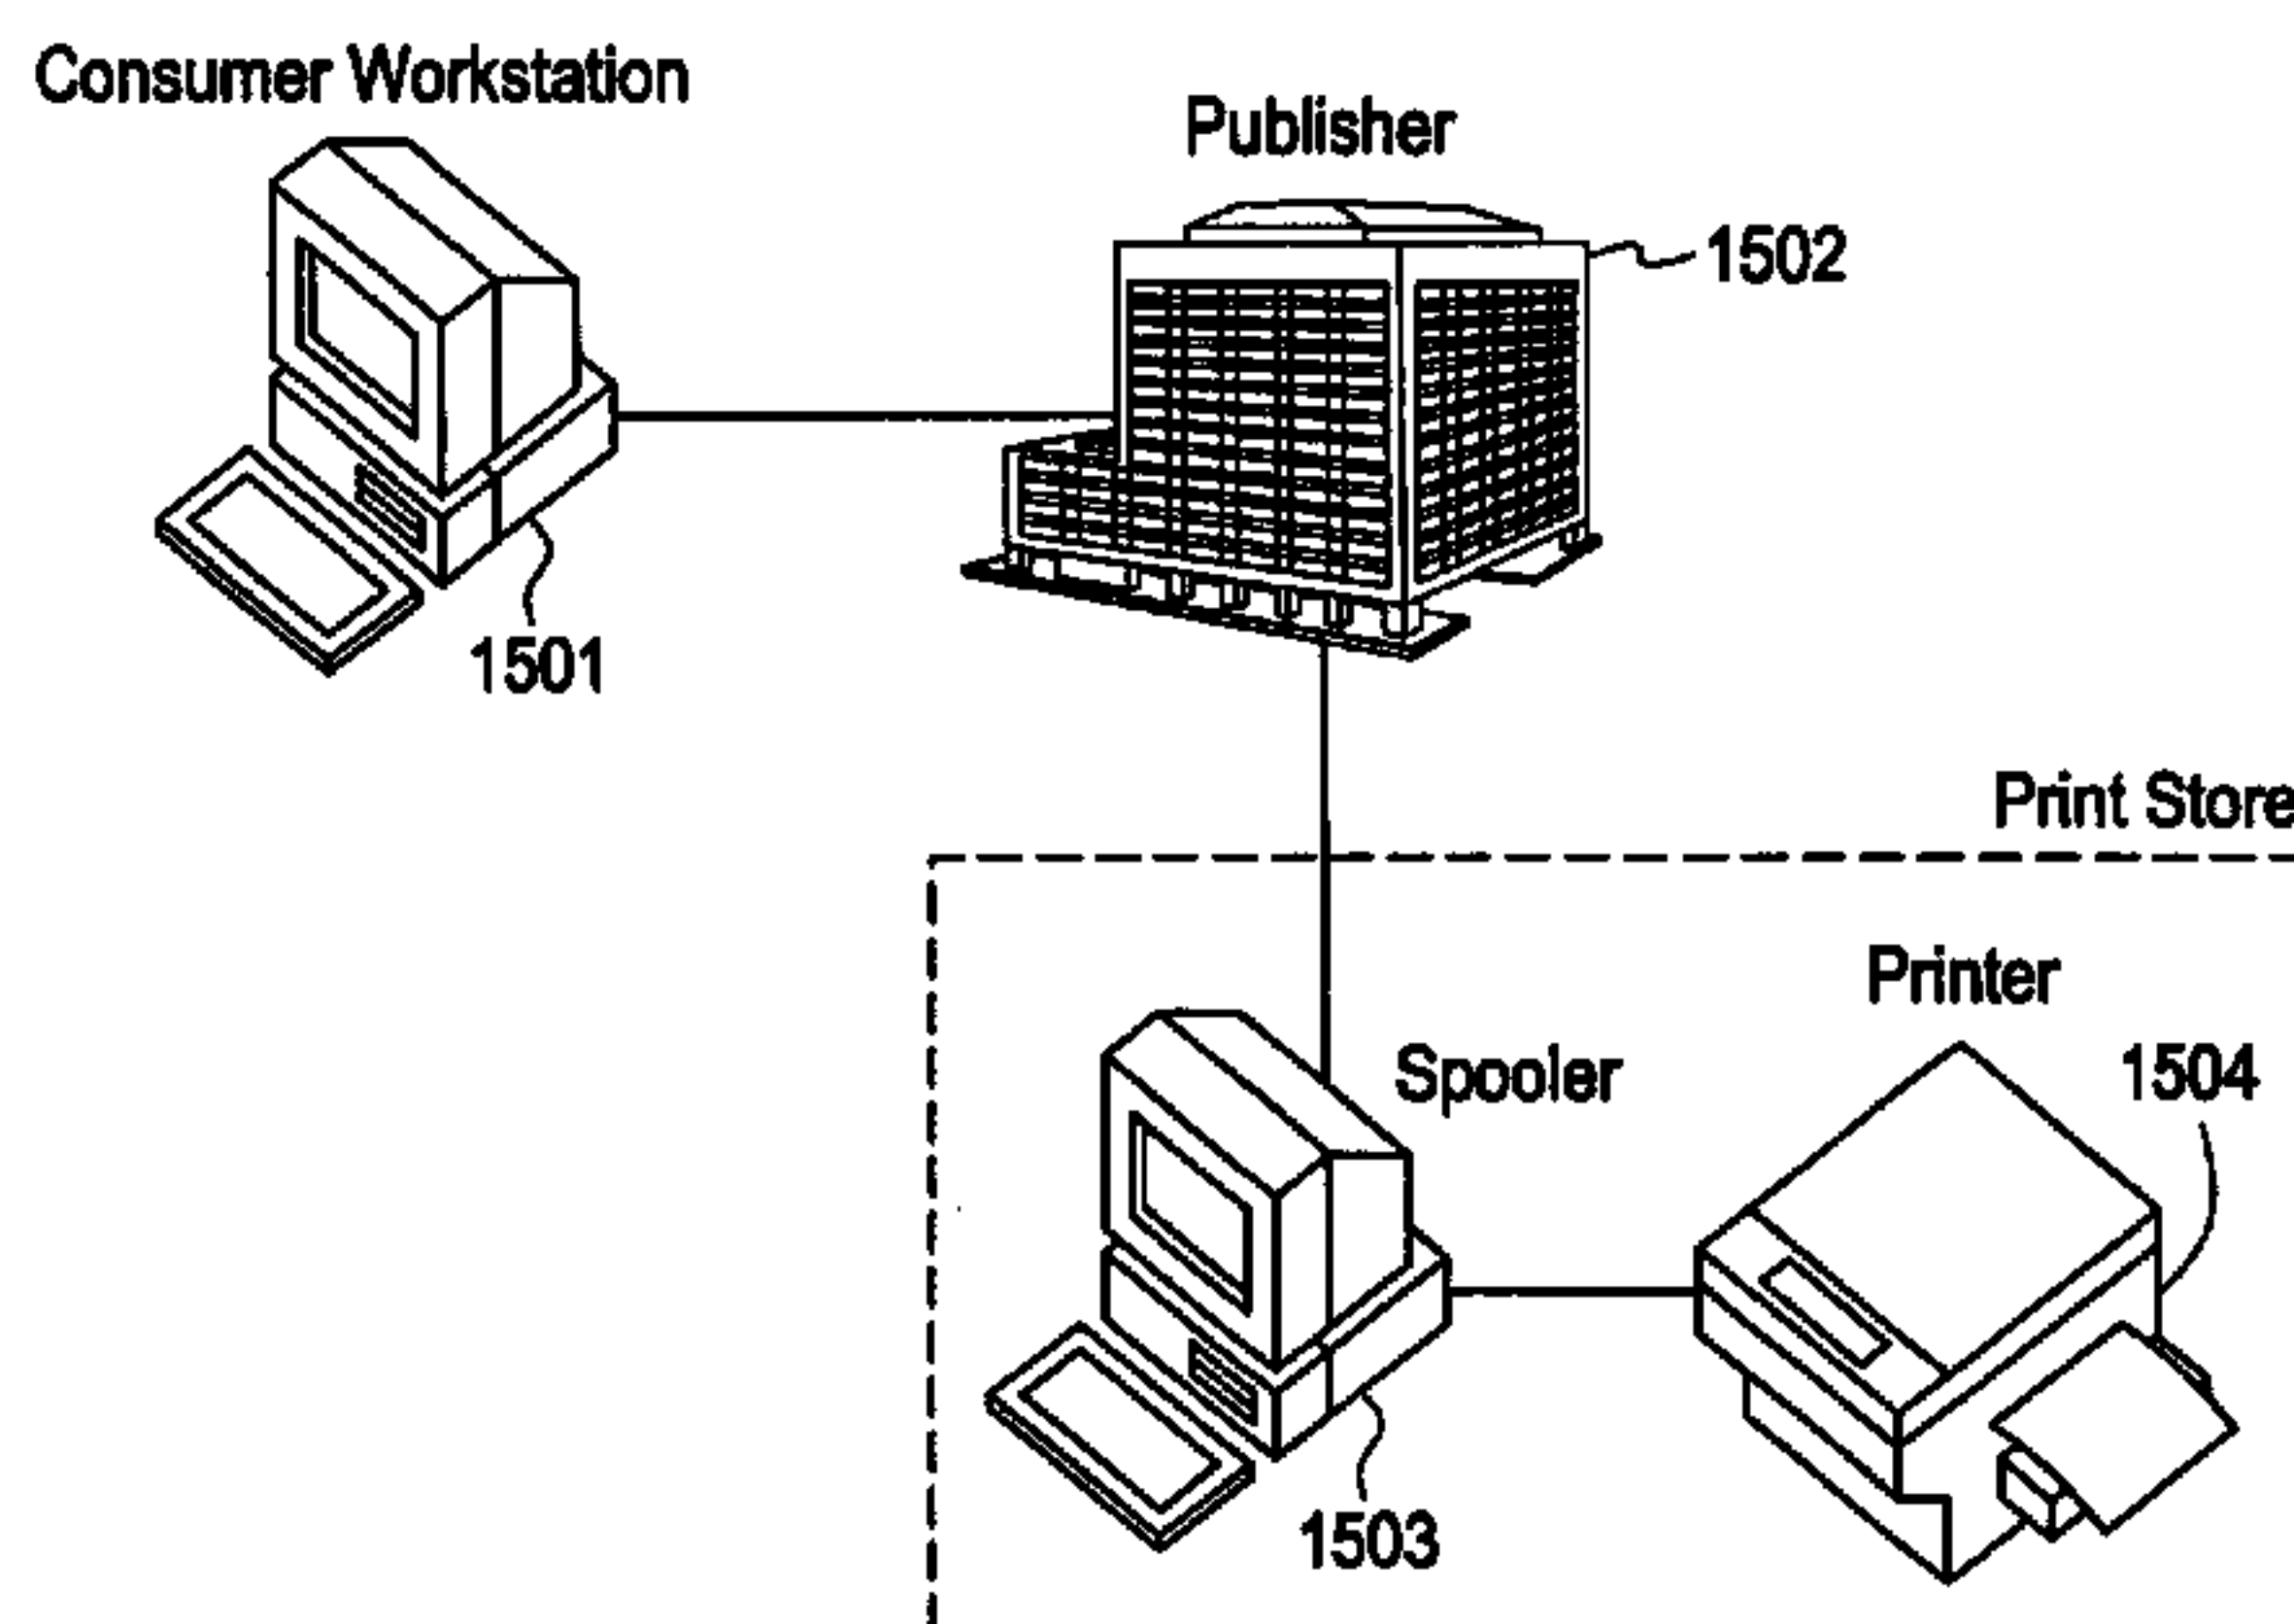 Consumer Workstation
Publisher
1502
1501
Print Store
Printer
Spooler
1504
1503